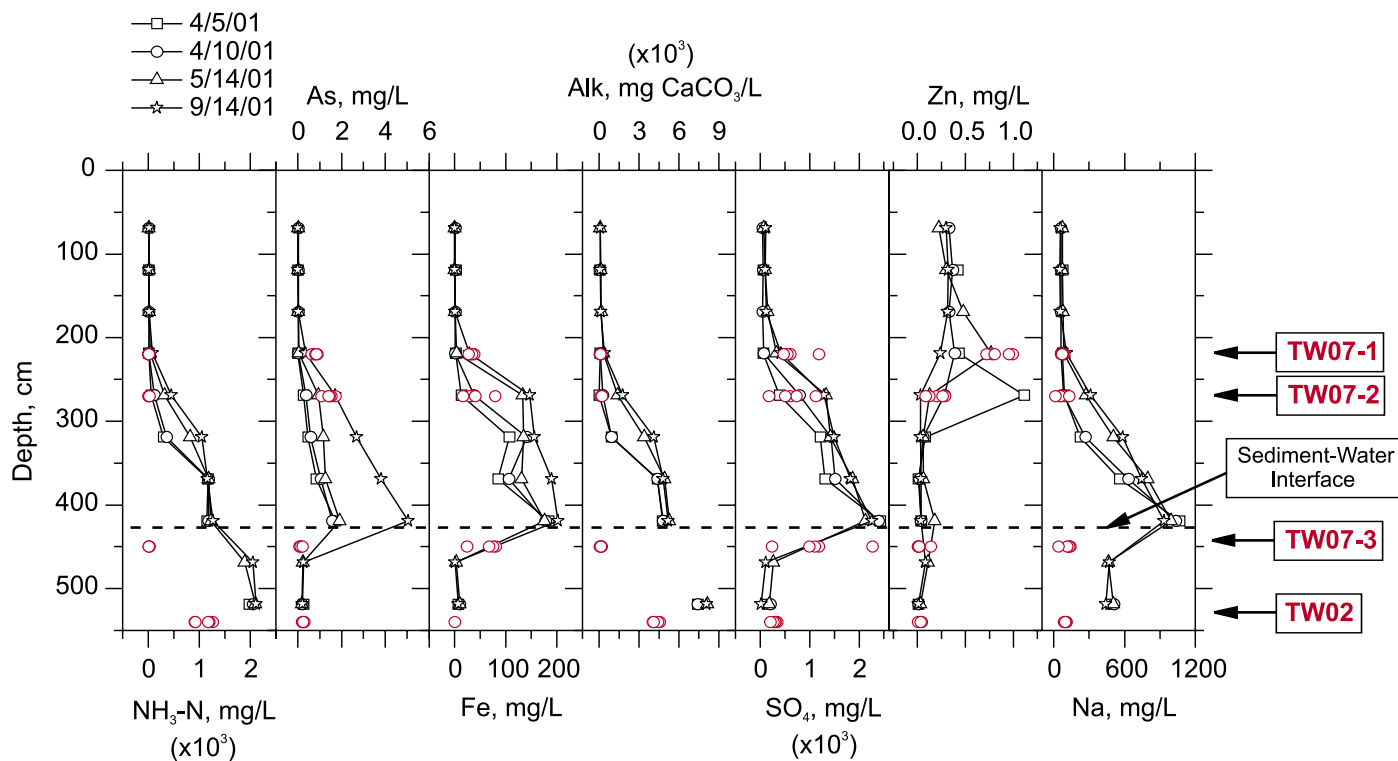 4/5/01
4/10/01
5/14/01
9/14/01
(x10³)
As, mg/L
Alk, mg CaCO₃/L
Zn, mg/L
0 2 4 6
0 3 6 9
0.0 0.5 1.0
0
100
200
300
400
500
Depth, cm
TW07-1
TW07-2
Sediment-Water
Interface
TW07-3
TW02
0 1 2
0 100 200
0 1 2
0 600 1200
NH₃-N, mg/L
Fe, mg/L
SO₄, mg/L
Na, mg/L
(x10³)
(x10³)